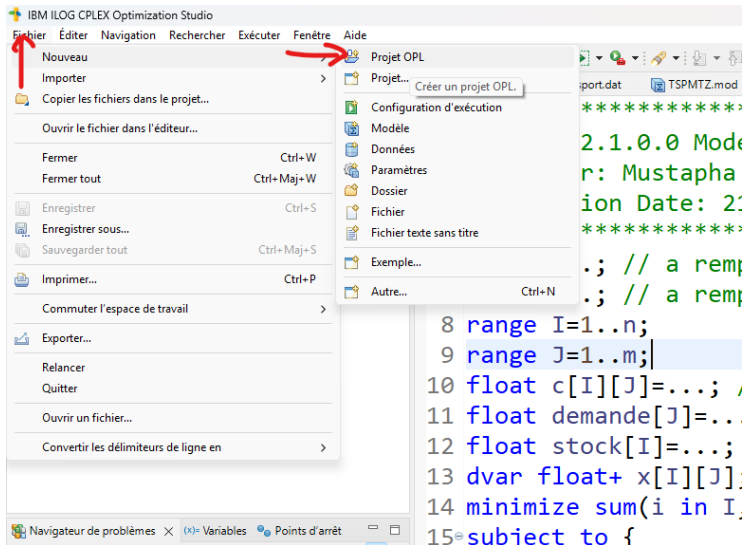 IBM ILOG CPLEX Optimization Studio
Fichier Éditer Navigation Rechercher Exécuter Fenêtre Aide
Nouveau
Importer
Copier les fichiers dans le projet...
Ouvrir le fichier dans l'éditeur...
Fermer Ctrl+W
Fermer tout Ctrl+Maj+W
Enregistrer Ctrl+S
Enregistrer sous...
Sauvegarder tout Ctrl+Maj+S
Imprimer... Ctrl+P
Commuter l'espace de travail
Exporter...
Relancer
Quitter
Ouvrir un fichier...
Convertir les délimiteurs de ligne en
Projet OPL
Projet...
Créer un projet OPL.
Configuration d'exécution
Modèle
Données
Paramètres
Dossier
Fichier
Fichier texte sans titre
Exemple...
Autre... Ctrl+N
sport.dat TSPMTZ.mod
************
2.1.0.0 Mode
r: Mustapha
ion Date: 21
************
.; // a remp
.; // a remp
8 range I=1..n;
9 range J=1..m;
10 float c[I][J]=...; /
11 float demande[J]=...
12 float stock[I]=...;
13 dvar float+ x[I][J];
14 minimize sum(i in I,
15 subject to {
Navigateur de problèmes (x)= Variables Points d'arrêt